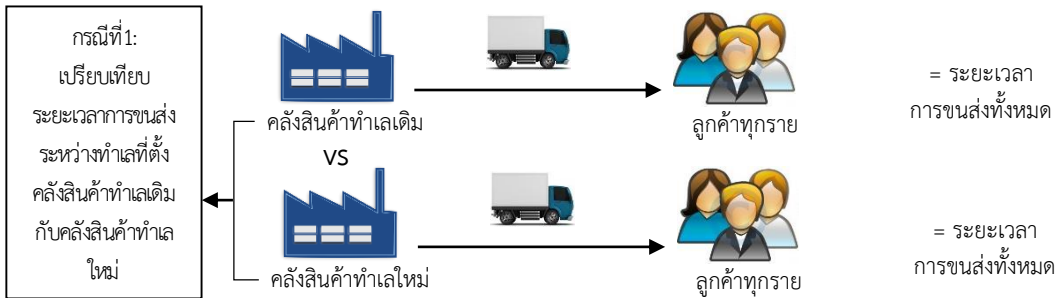 กรณีที่1:
เปรียบเทียบ
ระยะเวลาการขนส่ง
ระหว่างทำเลที่ตั้ง
คลังสินค้าทำเลเดิม
กับคลังสินค้าทำเล
ใหม่
คลังสินค้าทำเลเดิม
vs
คลังสินค้าทำเลใหม่
ลูกค้าทุกราย
= ระยะเวลา
การขนส่งทั้งหมด
ลูกค้าทุกราย
= ระยะเวลา
การขนส่งทั้งหมด